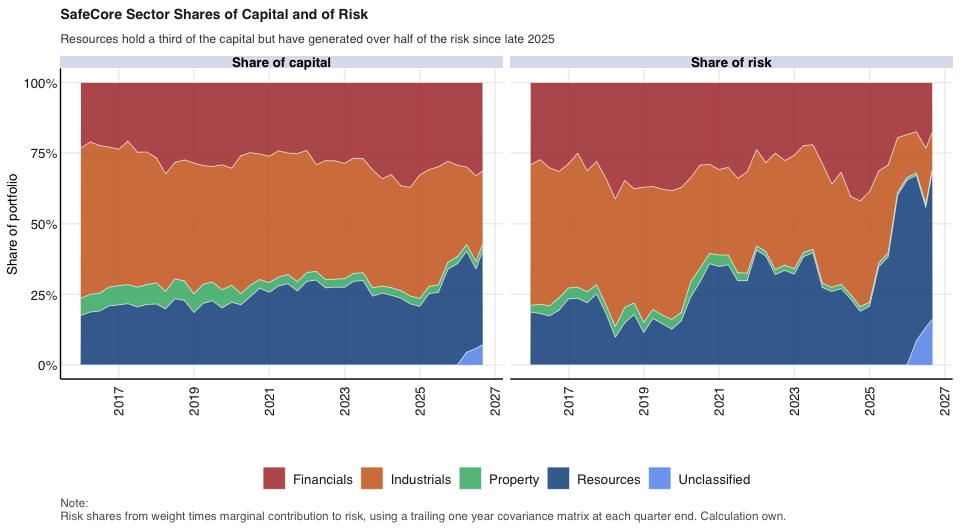 SafeCore Sector Shares of Capital and of Risk
Resources hold a third of the capital but have generated over half of the risk since late 2025
Share of capital
Share of risk
Share of portfolio
100%
75%
50%
25%
0%
2017
2019
2021
2023
2025
2027
2017
2019
2021
2023
2025
2027
Financials
Industrials
Property
Resources
Unclassified
Note:
Risk shares from weight times marginal contribution to risk, using a trailing one year covariance matrix at each quarter end. Calculation own.